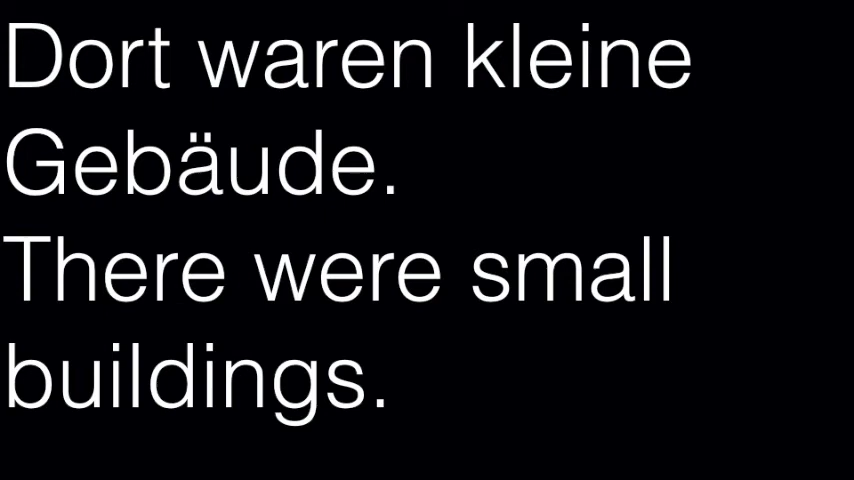 Dort waren kleine
Gebäude.
There were small
buildings.